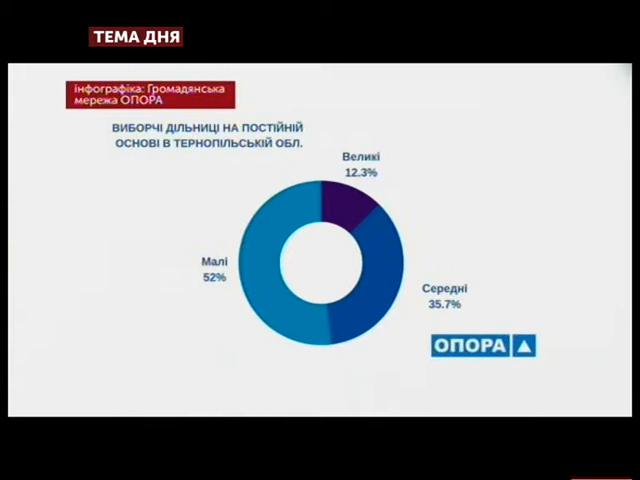 ТЕМА ДНЯ
інфографіка: Громадянська
мережа ОПОРА
ВИБОРЧІ ДІЛЬНИЦІ НА ПОСТІЙНІЙ
ОСНОВІ В ТЕРНОПІЛЬСЬКІЙ ОБЛ.
Великі
12.3%
Малі
52%
Середні
35.7%
ОПОРА